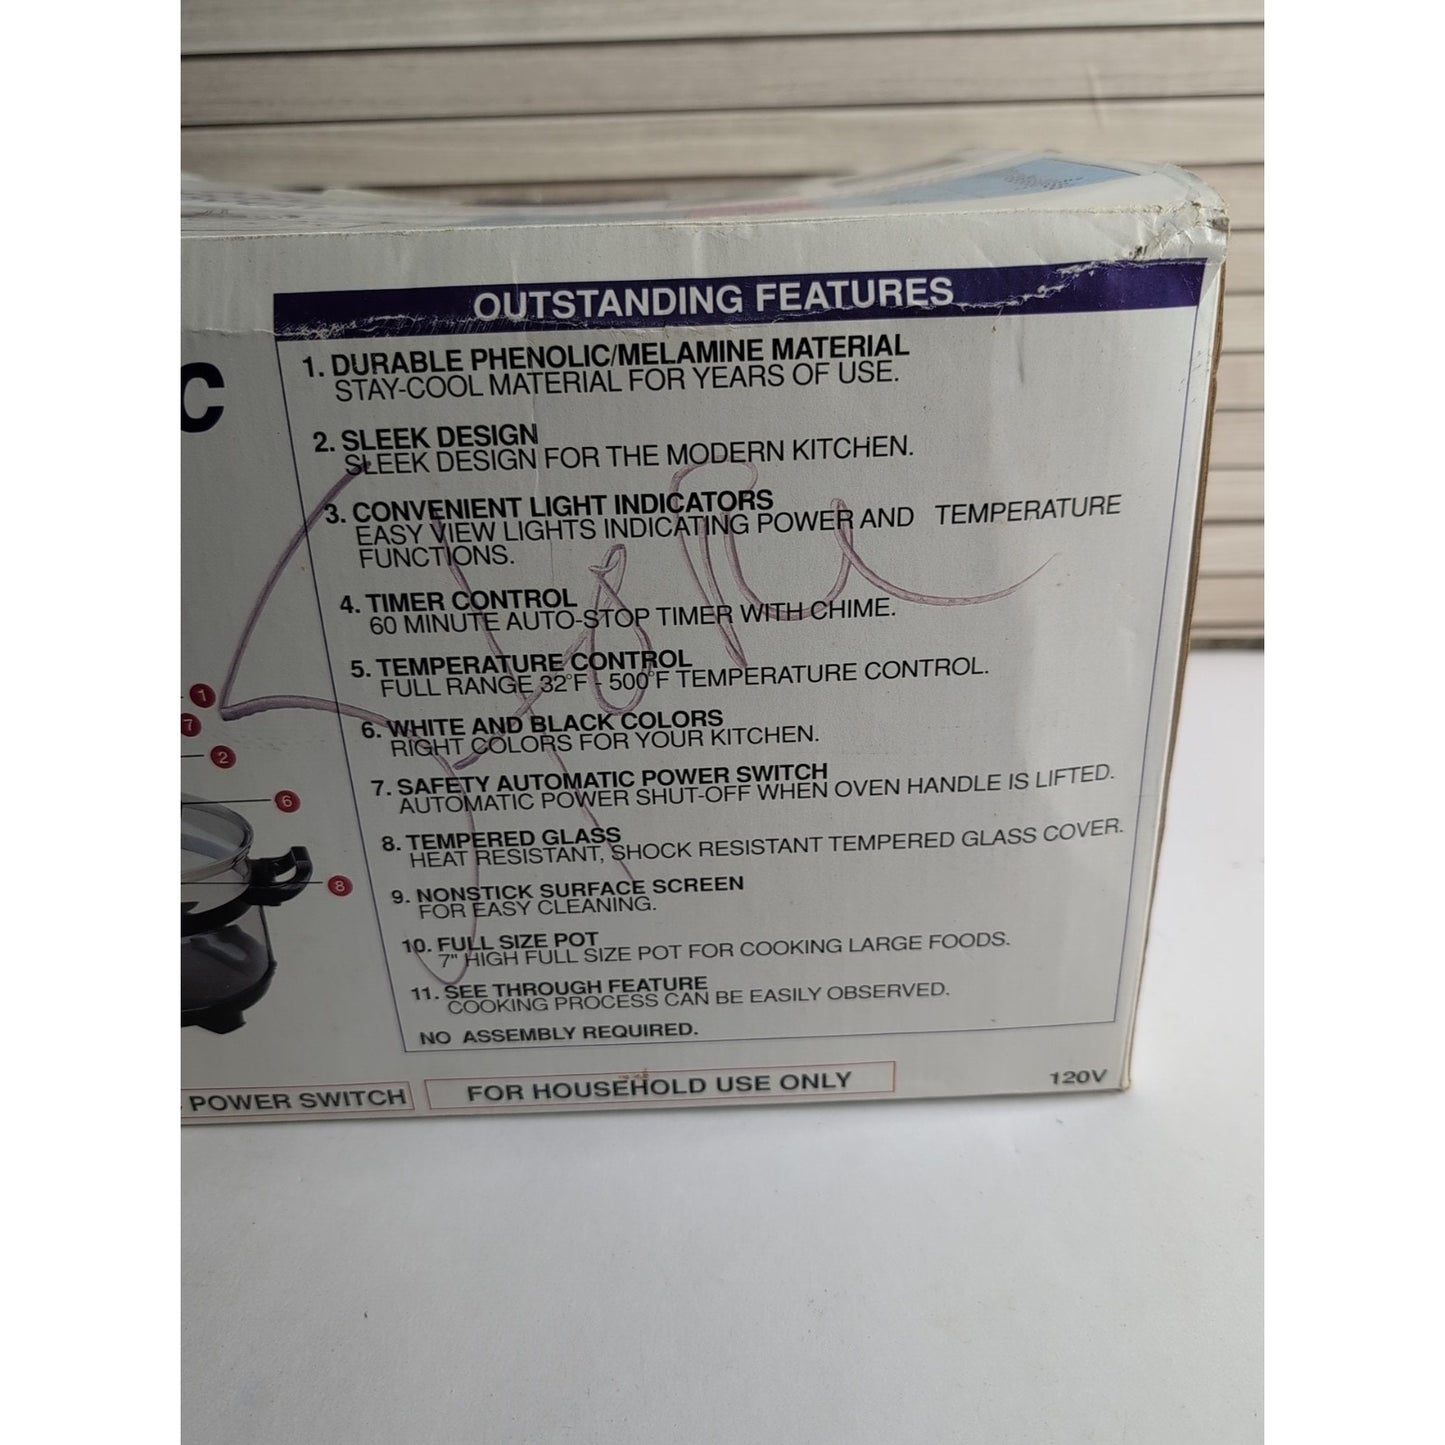 OUTSTANDING FEATURES
1. DURABLE PHENOLIC/MELAMINE MATERIAL
STAY-COOL MATERIAL FOR YEARS OF USE.
C
2. SLEEK DESIGN
SLEEK DESIGN FOR THE MODERN KITCHEN.
3. CONVENIENT LIGHT INDICATORS
EASY VIEW LIGHTS INDICATING POWER AND TEMPERATURE
FUNCTIONS.
4. TIMER CONTROL
60 MINUTE AUTO-STOP TIMER WITH CHIME.
5. TEMPERATURE CONTROL
FULL RANGE 32°F - 500°F TEMPERATURE CONTROL.
6. WHITE AND BLACK COLORS
RIGHT COLORS FOR YOUR KITCHEN.
7. SAFETY AUTOMATIC POWER SWITCH
AUTOMATIC POWER SHUT-OFF WHEN OVEN HANDLE IS LIFTED.
8. TEMPERED GLASS
HEAT RESISTANT, SHOCK RESISTANT TEMPERED GLASS COVER.
9. NONSTICK SURFACE SCREEN
FOR EASY CLEANING.
10. FULL SIZE POT
7" HIGH FULL SIZE POT FOR COOKING LARGE FOODS.
11. SEE THROUGH FEATURE
COOKING PROCESS CAN BE EASILY OBSERVED.
NO ASSEMBLY REQUIRED.
1
7
2
6
8
POWER SWITCH
FOR HOUSEHOLD USE ONLY
120V